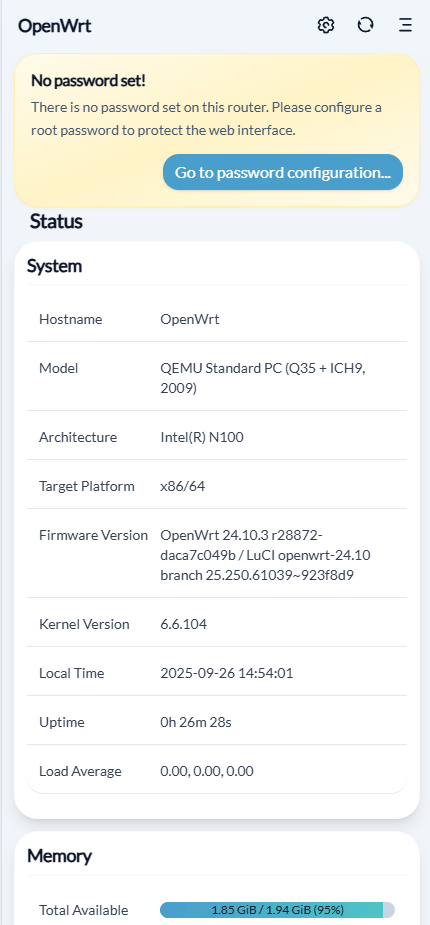 OpenWrt
No password set!
There is no password set on this router. Please configure a
root password to protect the web interface.
Go to password configuration...
Status
System
Hostname OpenWrt
Model QEMU Standard PC (Q35 + ICH9,
2009)
Architecture Intel(R) N100
Target Platform x86/64
Firmware Version OpenWrt 24.10.3 r28872-
daca7c049b / LuCI openwrt-24.10
branch 25.250.61039~923f8d9
Kernel Version 6.6.104
Local Time 2025-09-26 14:54:01
Uptime 0h 26m 28s
Load Average 0.00, 0.00, 0.00
Memory
Total Available 1.85 GiB / 1.94 GiB (95%)